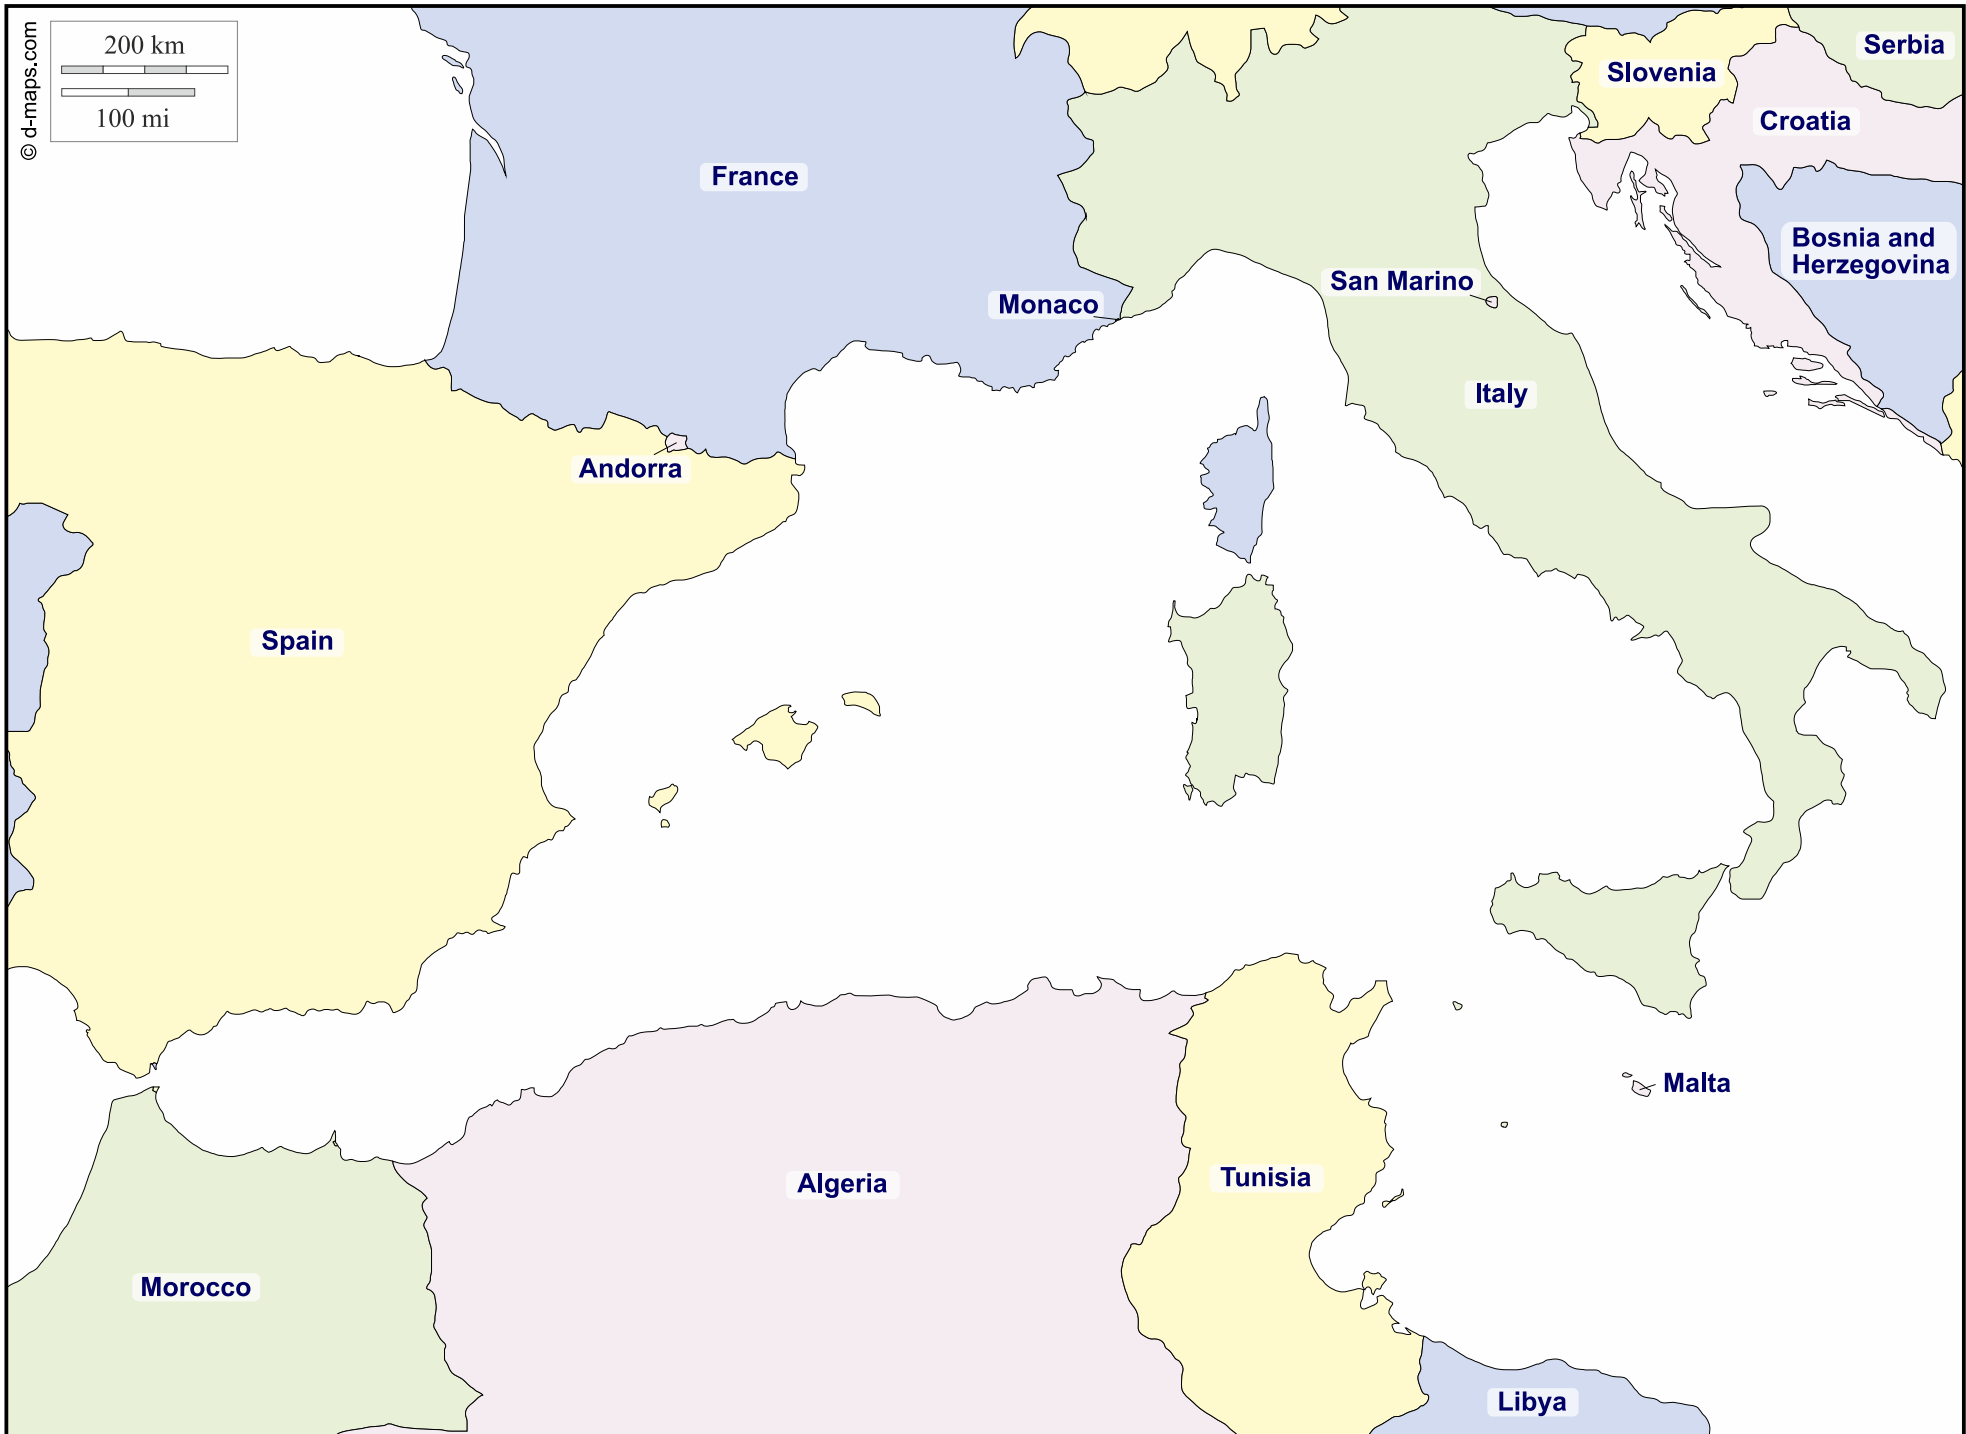 © d-maps.com
200 km
100 mi
Serbia
Slovenia
Croatia
France
Bosnia and
Herzegovina
San Marino
Monaco
Italy
Andorra
Spain
Malta
Tunisia
Algeria
Morocco
Libya